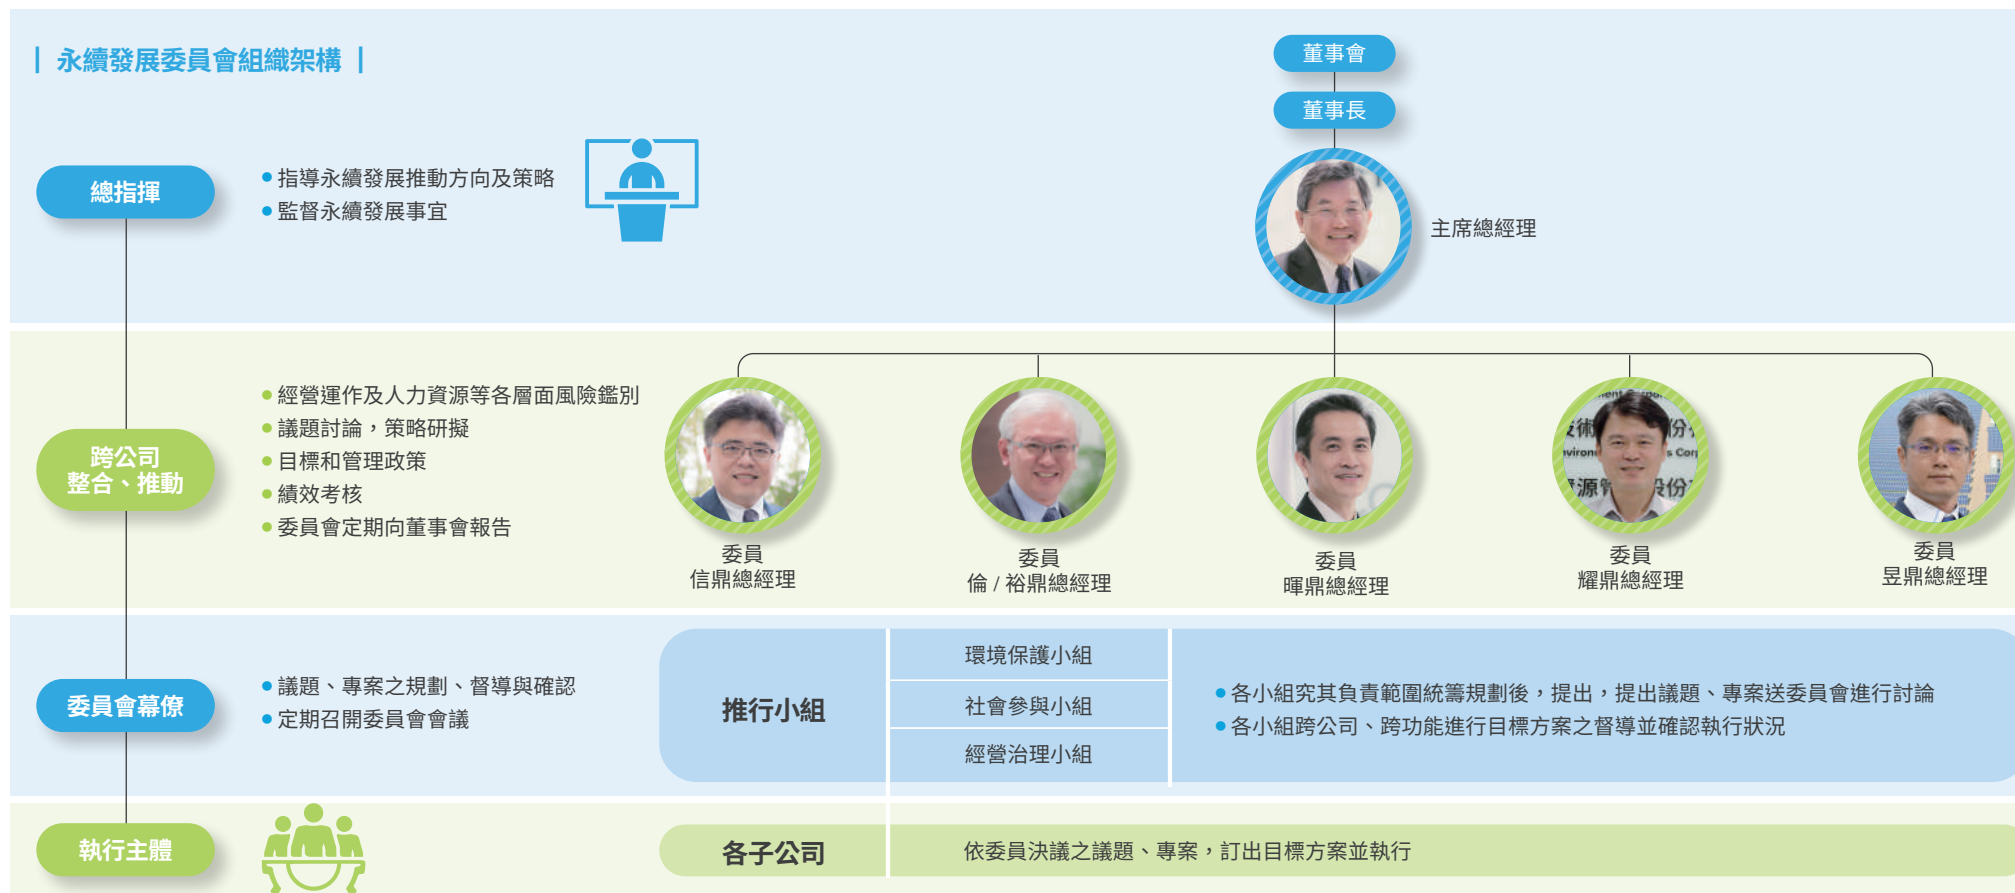 永續發展委員會組織架構
董事會
董事長
主席總經理
總指揮
指導永續發展推動方向及策略
監督永續發展事宜
跨公司
整合、推動
經營運作及人力資源等各層面風險鑑別
議題討論，策略研擬
目標和管理政策
績效考核
委員會定期向董事會報告
委員
信鼎總經理
委員
倫 / 裕鼎總經理
委員
暉鼎總經理
委員
耀鼎總經理
委員
昱鼎總經理
委員會幕僚
議題、專案之規劃、督導與確認
定期召開委員會會議
推行小組
環境保護小組
社會參與小組
經營治理小組
各小組究其負責範圍統籌規劃後，提出，提出議題、專案送委員會進行討論
各小組跨公司、跨功能進行目標方案之督導並確認執行狀況
執行主體
各子公司
依委員決議之議題、專案，訂出目標方案並執行